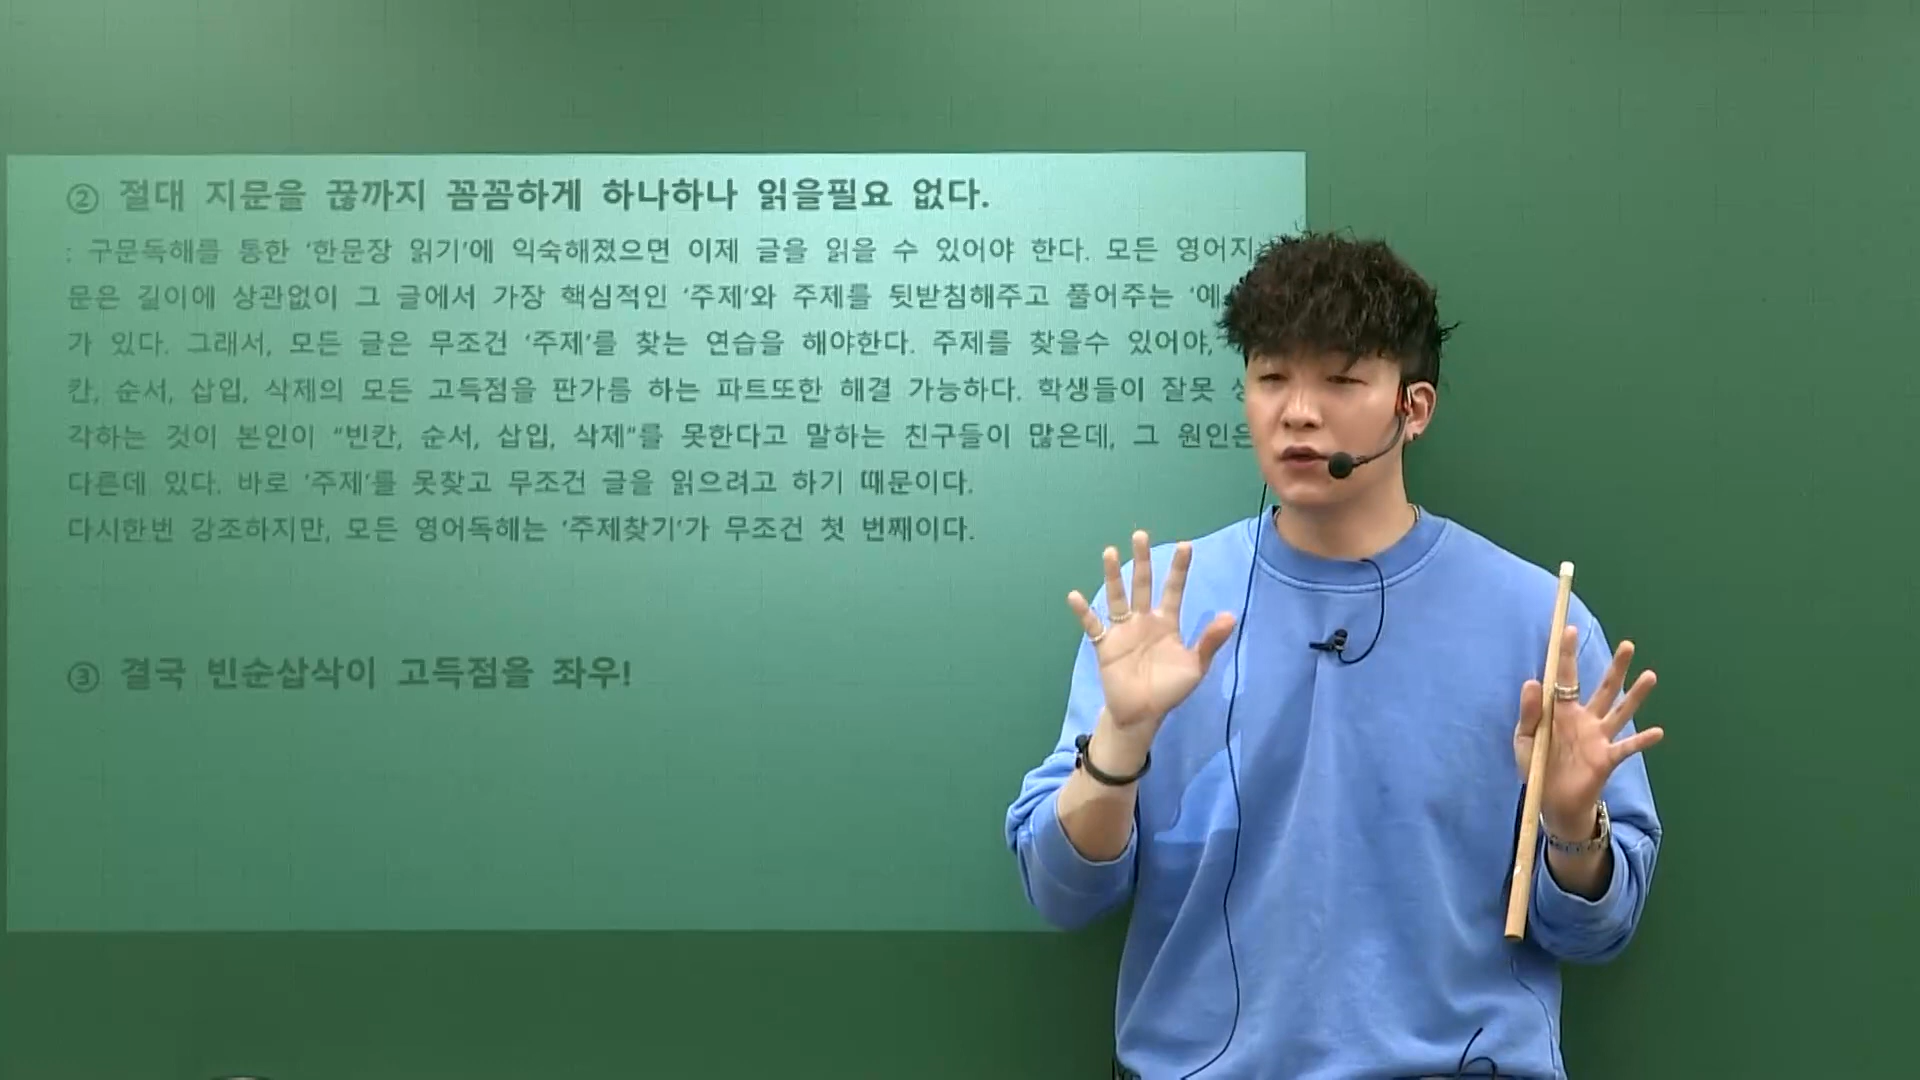 ② 절대 지문을 끊까지 꼼꼼하게 하나하나 읽을필요 없다.
: 구문독해를 통한 '한문장 읽기'에 익숙해졌으면 이제 글을 읽을 수 있어야 한다. 모든 영어지
문은 길이에 상관없이 그 글에서 가장 핵심적인 '주제'와 주제를 뒷받침해주고 풀어주는
가 있다. 그래서, 모든 글은 무조건 '주제'를 찾는 연습을 해야한다. 주제를 찾을수 있어야,
칸, 순서, 삽입, 삭제의 모든 고득점을 판가름 하는 파트또한 해결 가능하다. 학생들이 잘못
각하는 것이 본인이 "빈칸, 순서, 삽입, 삭제"를 못한다고 말하는 친구들이 많은데, 그 원인은
다른데 있다. 바로 '주제'를 못찾고 무조건 글을 읽으려고 하기 때문이다.
다시한번 강조하지만, 모든 영어독해는 '주제찾기'가 무조건 첫 번째이다.
③ 결국 빈순삽삭이 고득점을 좌우!